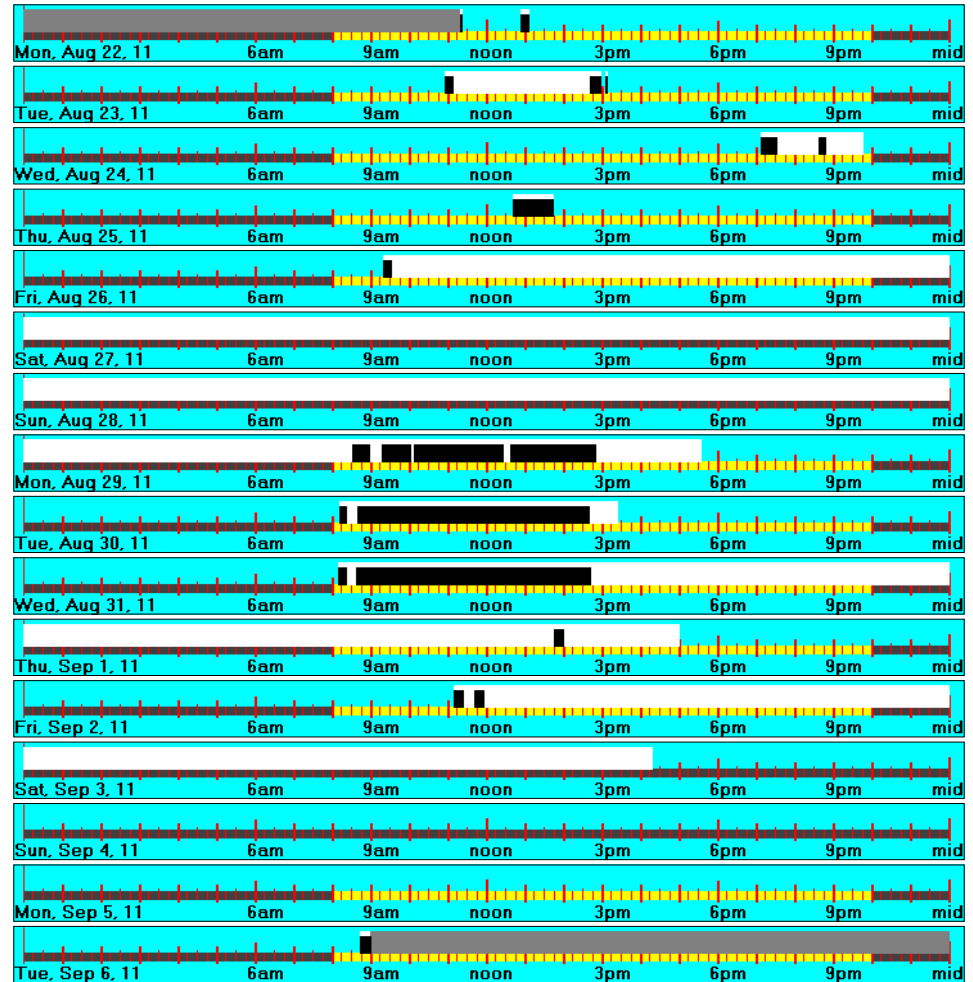 Mon, Aug 22, 11 6am 9am noon 3pm 6pm 9pm mid
Tue, Aug 23, 11 6am 9am noon 3pm 6pm 9pm mid
Wed, Aug 24, 11 6am 9am noon 3pm 6pm 9pm mid
Thu, Aug 25, 11 6am 9am noon 3pm 6pm 9pm mid
Fri, Aug 26, 11 6am 9am noon 3pm 6pm 9pm mid
Sat, Aug 27, 11 6am 9am noon 3pm 6pm 9pm mid
Sun, Aug 28, 11 6am 9am noon 3pm 6pm 9pm mid
Mon, Aug 29, 11 6am 9am noon 3pm 6pm 9pm mid
Tue, Aug 30, 11 6am 9am noon 3pm 6pm 9pm mid
Wed, Aug 31, 11 6am 9am noon 3pm 6pm 9pm mid
Thu, Sep 1, 11 6am 9am noon 3pm 6pm 9pm mid
Fri, Sep 2, 11 6am 9am noon 3pm 6pm 9pm mid
Sat, Sep 3, 11 6am 9am noon 3pm 6pm 9pm mid
Sun, Sep 4, 11 6am 9am noon 3pm 6pm 9pm mid
Mon, Sep 5, 11 6am 9am noon 3pm 6pm 9pm mid
Tue, Sep 6, 11 6am 9am noon 3pm 6pm 9pm mid